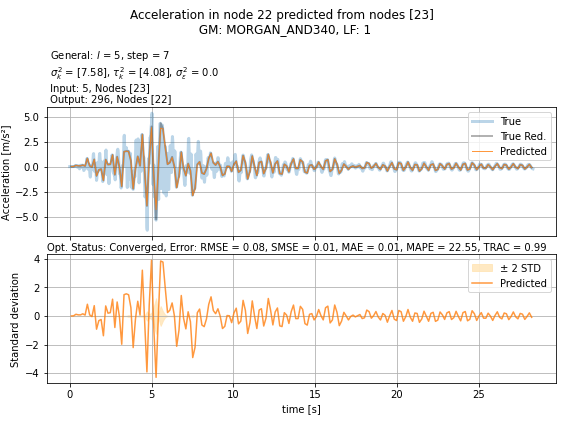 Acceleration in node 22 predicted from nodes [23]
GM: MORGAN_AND340, LF: 1
General: l = 5, step = 7
σ²ₖ = [7.58], τ²ₖ = [4.08], σ²ε = 0.0
Input: 5, Nodes [23]
Output: 296, Nodes [22]
Acceleration [m/s²]
5.0
2.5
0.0
−2.5
−5.0
True
True Red.
Predicted
Opt. Status: Converged, Error: RMSE = 0.08, SMSE = 0.01, MAE = 0.01, MAPE = 22.55, TRAC = 0.99
Standard deviation
4
2
0
−2
−4
± 2 STD
Predicted
0 5 10 15 20 25
time [s]